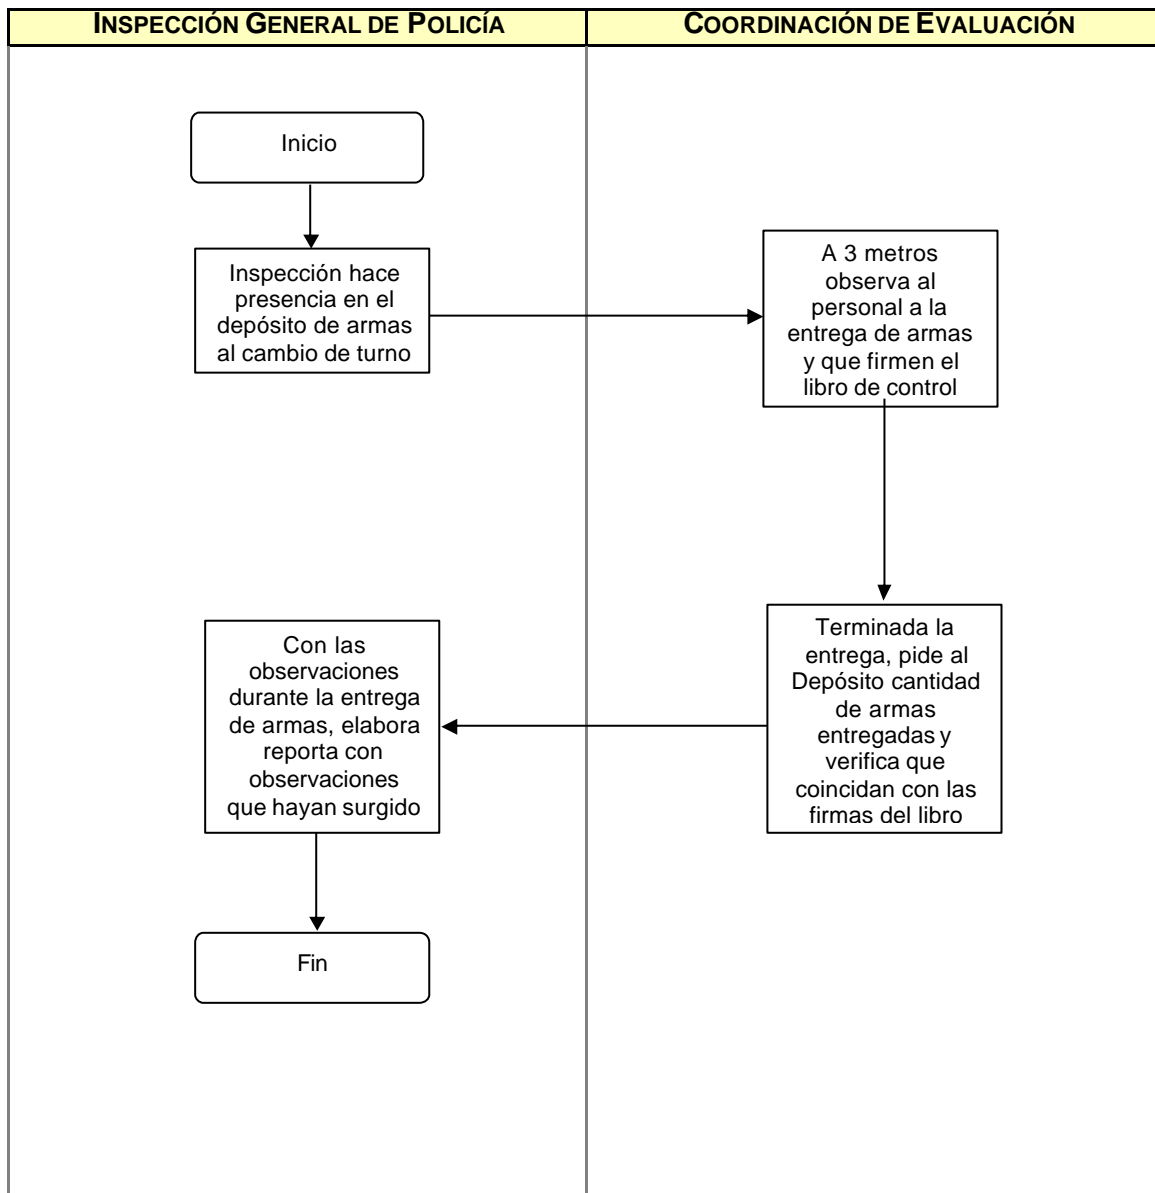 INSPECCIÓN GENERAL DE POLICÍA
COORDINACIÓN DE EVALUACIÓN
Inicio
Inspección hace
presencia en el
depósito de armas
al cambio de turno
A 3 metros
observa al
personal a la
entrega de armas
y que firmen el
libro de control
Terminada la
entrega, pide al
Depósito cantidad
de armas
entregadas y
verifica que
coincidan con las
firmas del libro
Con las
observaciones
durante la entrega
de armas, elabora
reporta con
observaciones
que hayan surgido
Fin